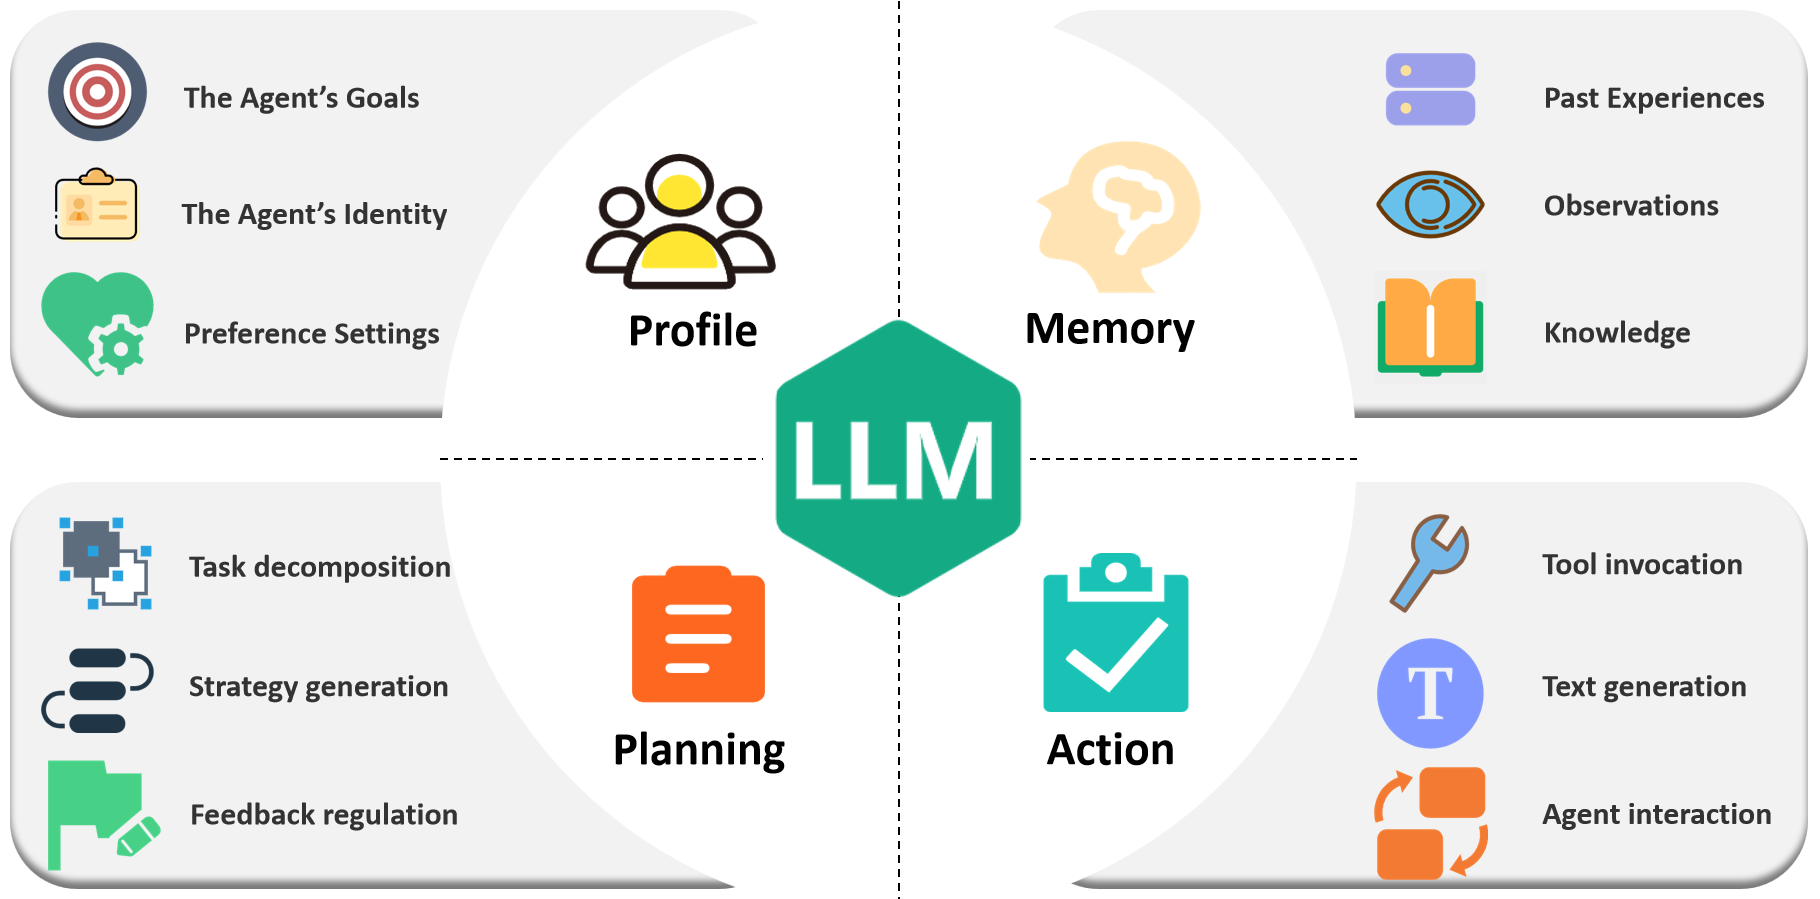 The Agent’s Goals
The Agent’s Identity
Preference Settings
Profile
Memory
Past Experiences
Observations
Knowledge
LLM
Task decomposition
Strategy generation
Feedback regulation
Planning
Action
Tool invocation
T
Text generation
Agent interaction